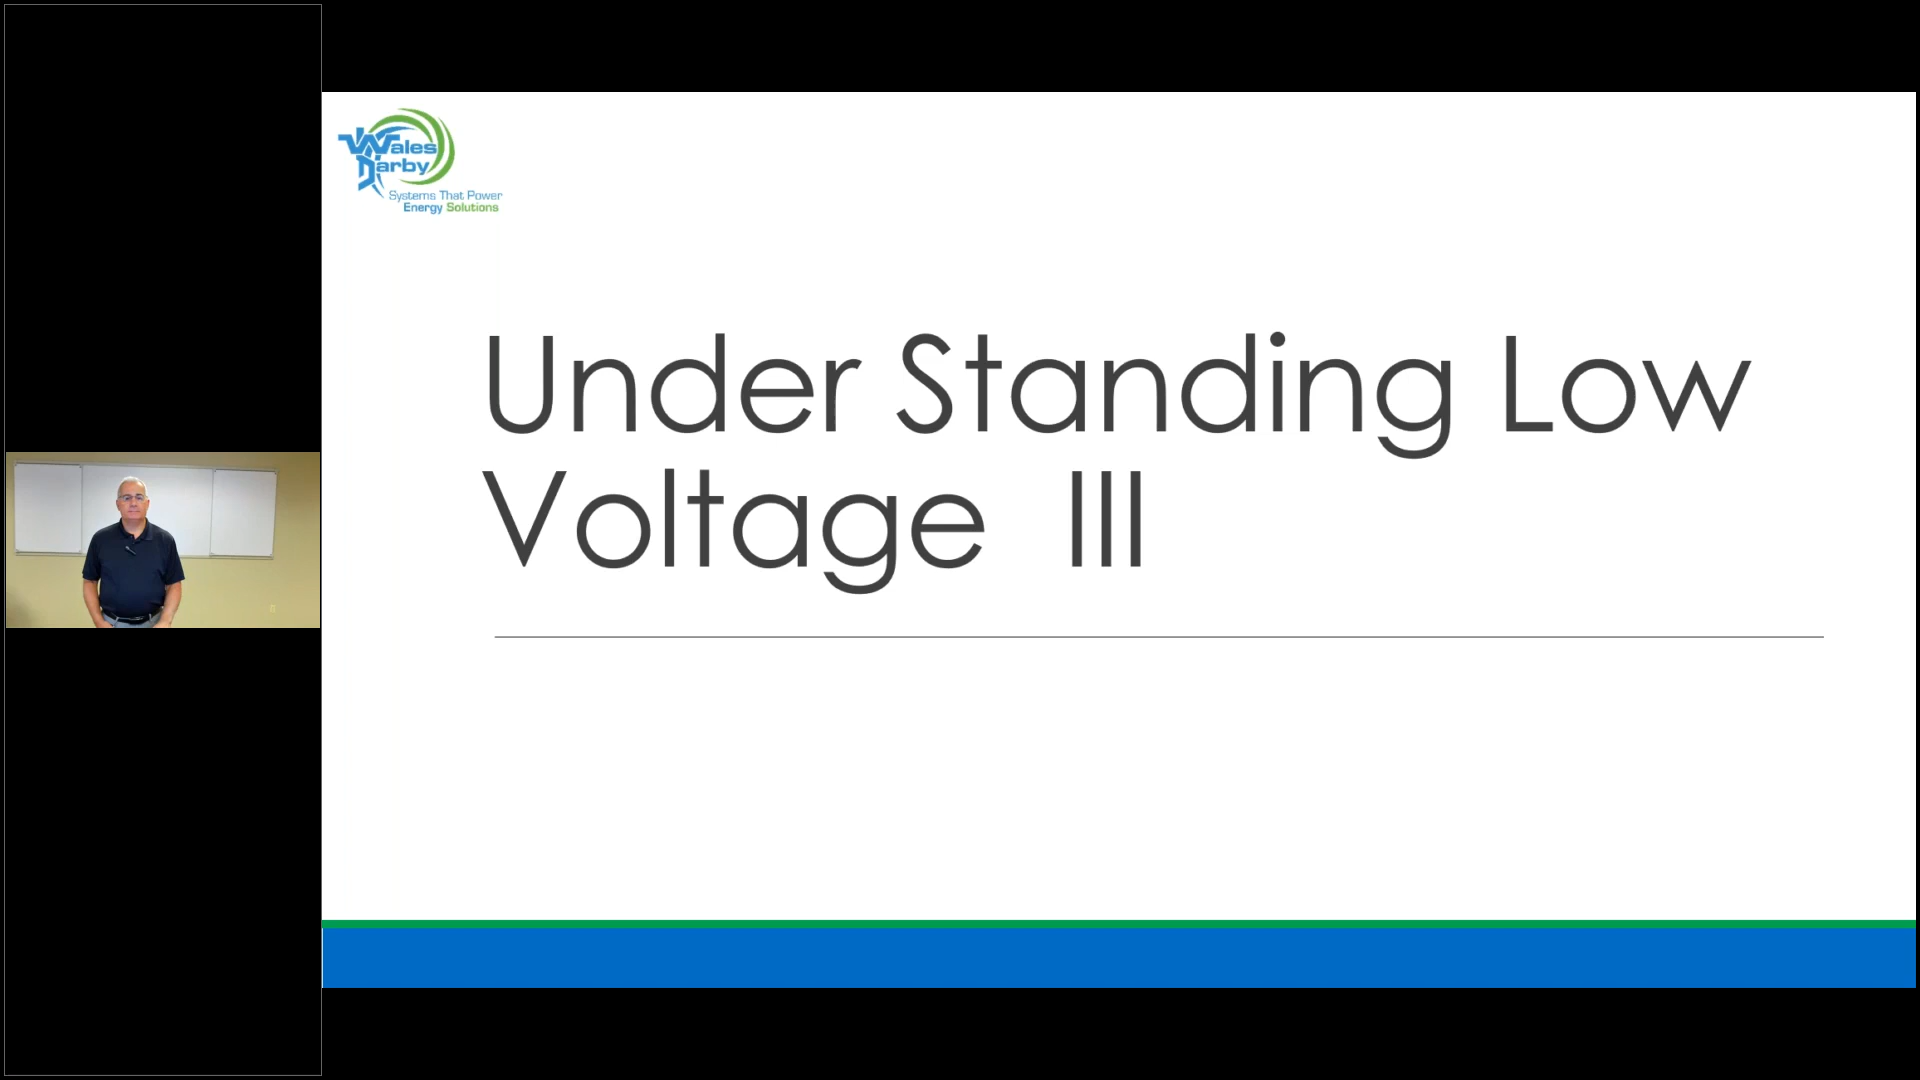 Wales
Darby
Systems That Power
Energy Solutions
Under Standing Low
Voltage III